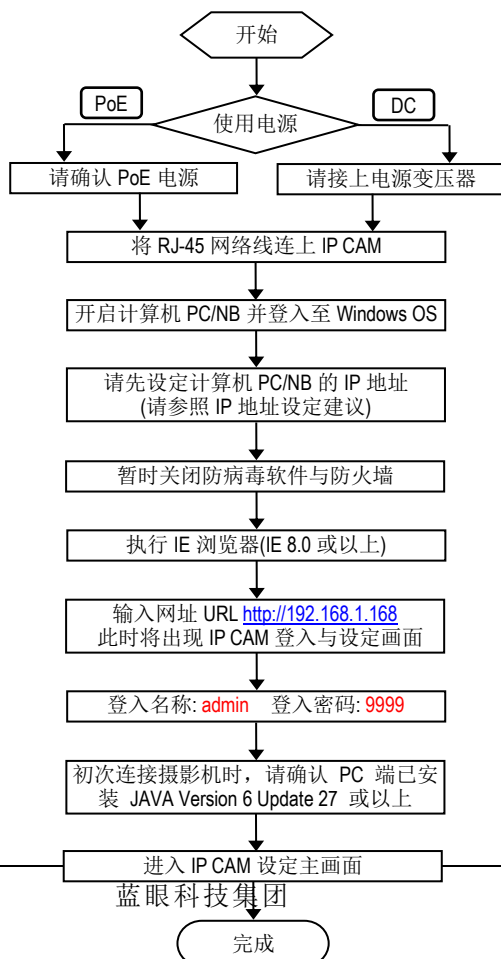 开始
PoE
DC
使用电源
请确认 PoE 电源
请接上电源变压器
将 RJ-45 网络线连上 IP CAM
开启计算机 PC/NB 并登入至 Windows OS
请先设定计算机 PC/NB 的 IP 地址
(请参照 IP 地址设定建议)
暂时关闭防病毒软件与防火墙
执行 IE 浏览器(IE 8.0 或以上)
输入网址 URL http://192.168.1.168
此时将出现 IP CAM 登入与设定画面
登入名称: admin 登入密码: 9999
初次连接摄影机时，请确认 PC 端已安
装 JAVA Version 6 Update 27 或以上
进入 IP CAM 设定主画面
蓝眼科技集团
完成